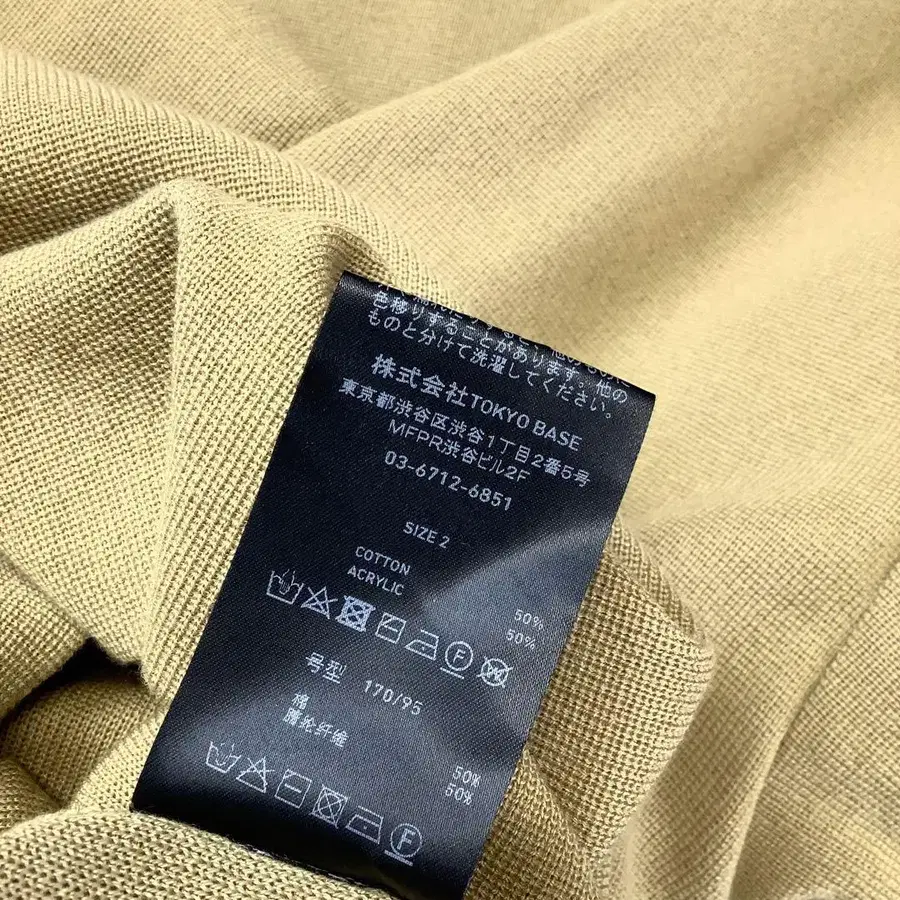 色移りすることがあります。他の
ものと分けて洗濯してください。
株式会社TOKYO BASE
東京都渋谷区渋谷1丁目2番5号
MFPR渋谷ビル2F
03-6712-6851
SIZE 2
COTTON 50%
ACRYLIC 50%
F
W
号型 170/95
棉 50%
腈纶纤维 50%
F